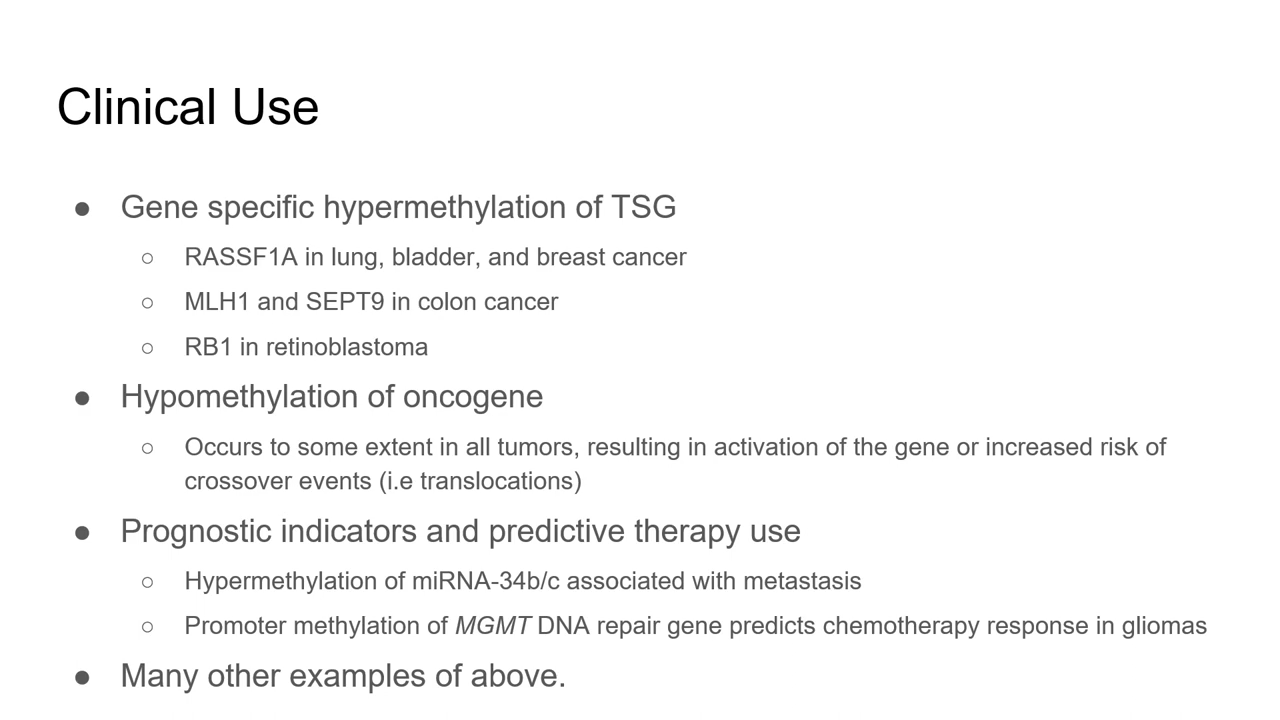 Clinical Use
● Gene specific hypermethylation of TSG
○ RASSF1A in lung, bladder, and breast cancer
○ MLH1 and SEPT9 in colon cancer
○ RB1 in retinoblastoma
● Hypomethylation of oncogene
○ Occurs to some extent in all tumors, resulting in activation of the gene or increased risk of
crossover events (i.e translocations)
● Prognostic indicators and predictive therapy use
○ Hypermethylation of miRNA-34b/c associated with metastasis
○ Promoter methylation of MGMT DNA repair gene predicts chemotherapy response in gliomas
● Many other examples of above.